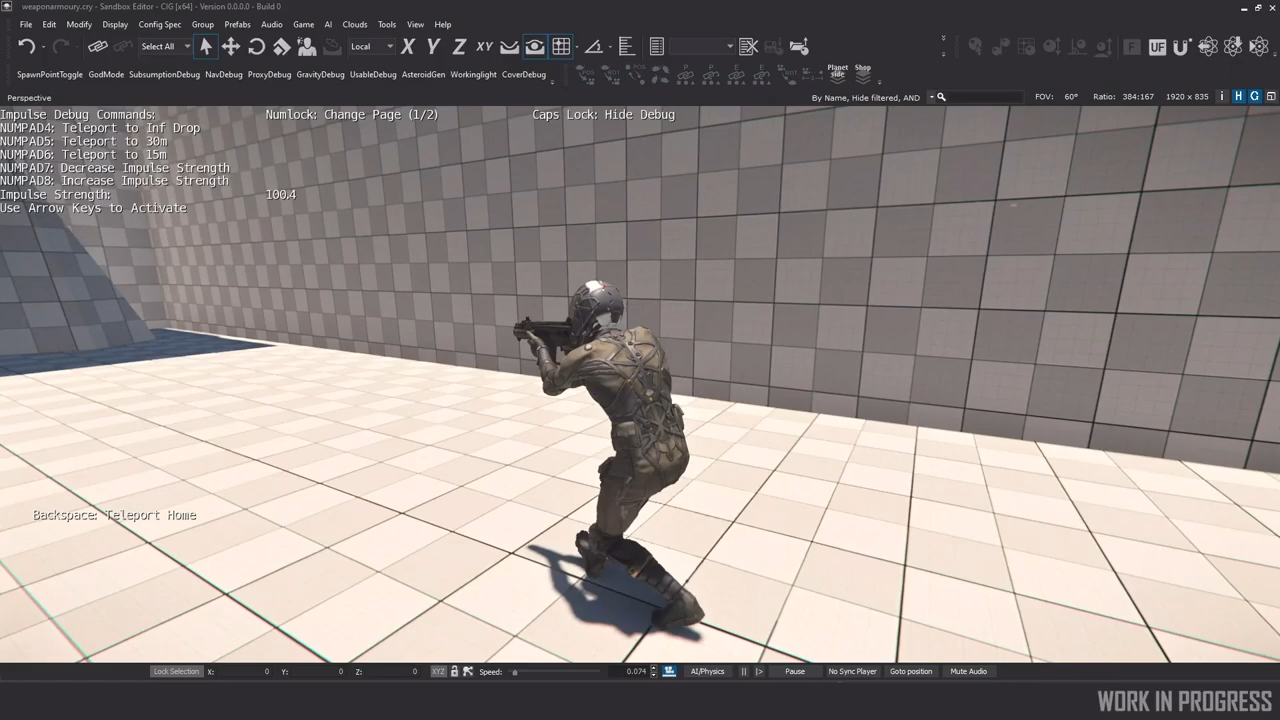 weaponarmoury.cry - Sandbox Editor - CIG [x64] - Version 0.0.0.0 - Build 0
File Edit Modify Display Config Spec Group Prefabs Audio Game AI Clouds Tools View Help
Select All Local X Y Z XY F UF
SpawnPointToggle GodMode SubsumptionDebug NavDebug ProxyDebug GravityDebug UsableDebug AsteroidGen Workinglight CoverDebug Planet side Shop
Perspective By Name, Hide filtered, AND FOV: 60° Ratio: 384:167 1920 x 835 i H G
Impulse Debug Commands: Numlock: Change Page (1/2) Caps Lock: Hide Debug
NUMPAD4: Teleport to Inf Drop
NUMPAD5: Teleport to 30m
NUMPAD6: Teleport to 15m
NUMPAD7: Decrease Impulse Strength
NUMPAD8: Increase Impulse Strength
Impulse Strength: 100.4
Use Arrow Keys to Activate
Backspace: Teleport Home
Lock Selection X: 0 Y: 0 Z: 0 XYZ Speed: 0.074 AI/Physics Pause No Sync Player Goto position Mute Audio
WORK IN PROGRESS